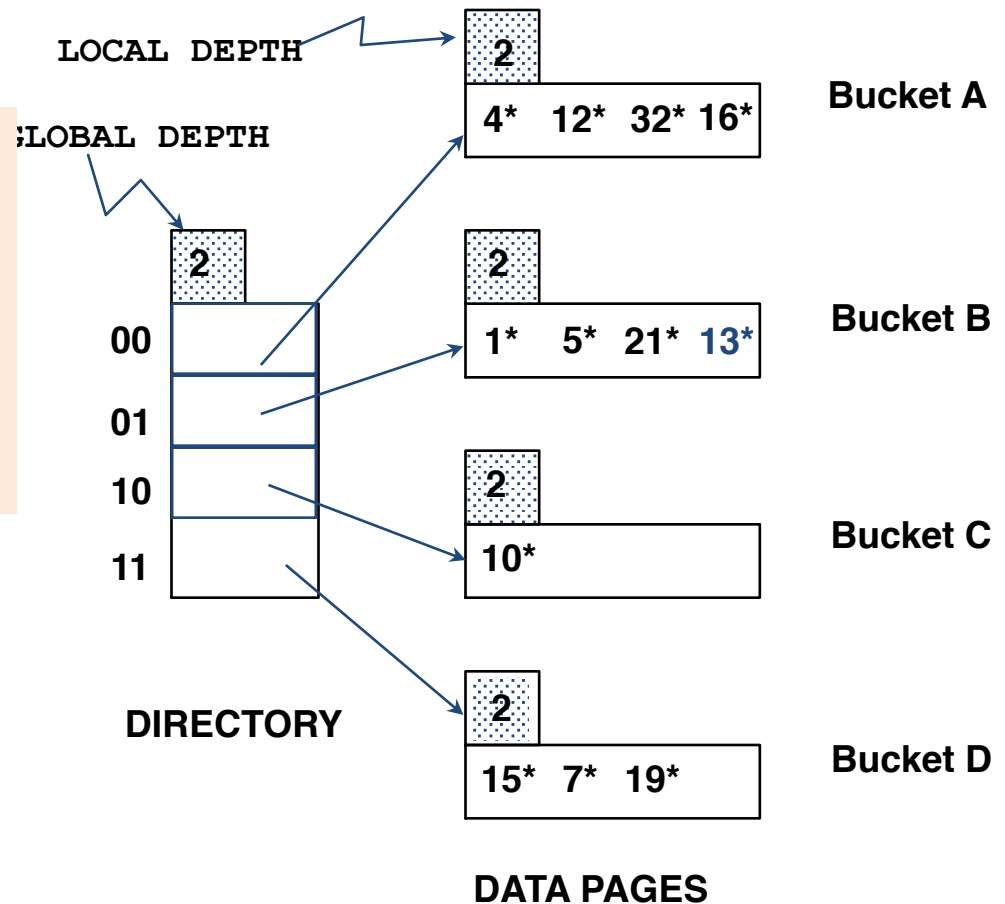 LOCAL DEPTH
2
4* 12* 32* 16*
Bucket A
GLOBAL DEPTH
2
2
1* 5* 21* 13*
Bucket B
00
01
10
11
2
10*
Bucket C
DIRECTORY
2
15* 7* 19*
Bucket D
DATA PAGES